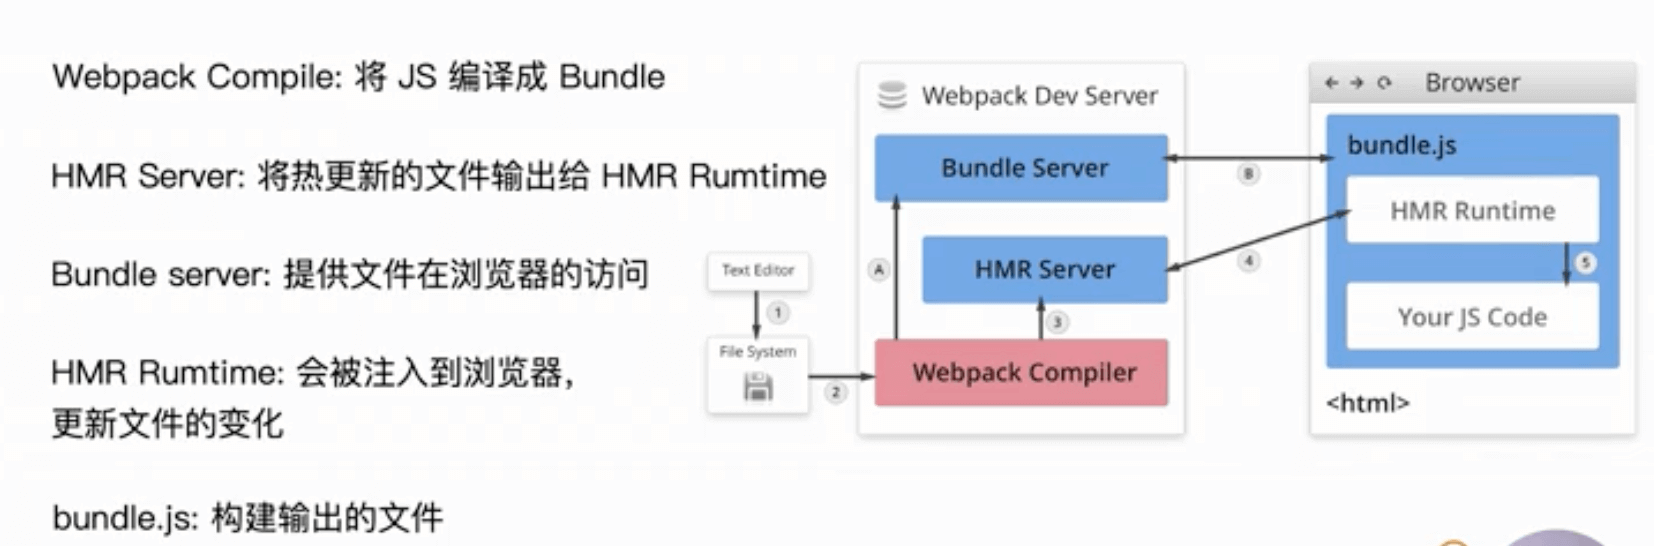 Webpack Compile: 将 JS 编译成 Bundle
HMR Server: 将热更新的文件输出给 HMR Rumtime
Bundle server: 提供文件在浏览器的访问
HMR Rumtime: 会被注入到浏览器，
更新文件的变化
bundle.js: 构建输出的文件
Text Editor
1
File System
2
Webpack Dev Server
Bundle Server
A
HMR Server
3
Webpack Compiler
B
4
Browser
bundle.js
HMR Runtime
5
Your JS Code
<html>